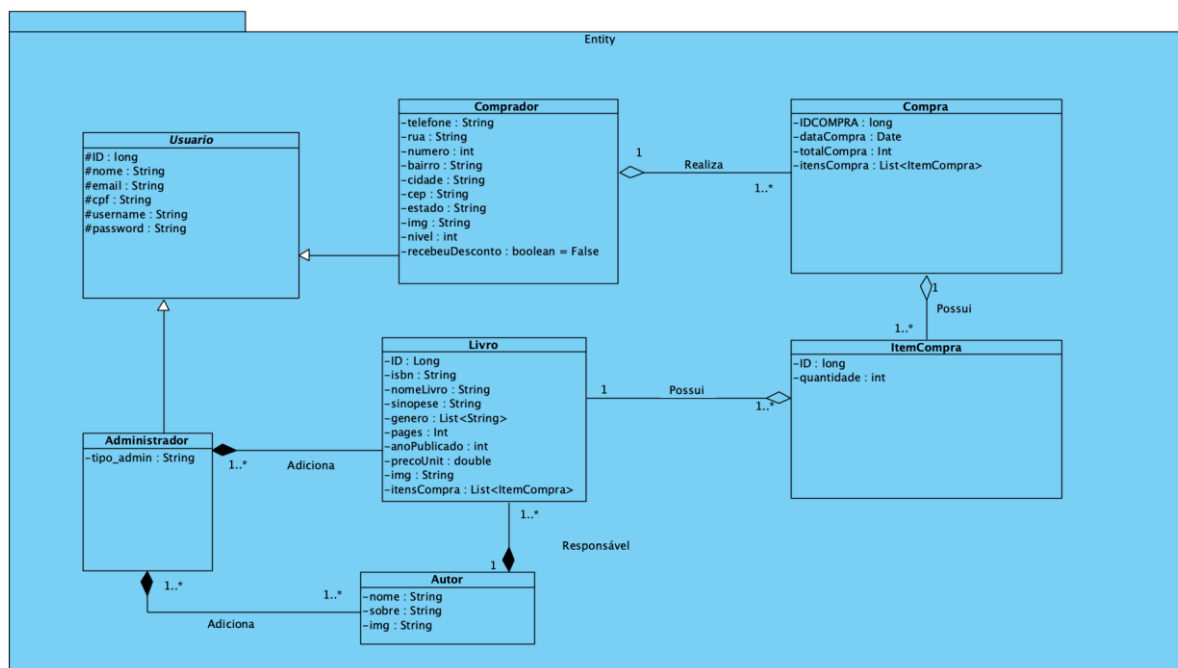 Entity
Usuario
#ID : long
#nome : String
#email : String
#cpf : String
#username : String
#password : String
Comprador
-telefone : String
-rua : String
-numero : int
-bairro : String
-cidade : String
-cep : String
-estado : String
-img : String
-nivel : int
-recebeuDesconto : boolean = False
1
Realiza
1..*
Compra
-IDCOMPRA : long
-dataCompra : Date
-totalCompra : Int
-itensCompra : List<ItemCompra>
1
Possui
1..*
ItemCompra
-ID : long
-quantidade : int
Livro
-ID : Long
-isbn : String
-nomeLivro : String
-sinopese : String
-genero : List<String>
-pages : Int
-anoPublicado : int
-precoUnit : double
-img : String
-itensCompra : List<ItemCompra>
1
Possui
1..*
Administrador
-tipo_admin : String
1..*
Adiciona
1..*
Responsável
1
1..*
1..*
Adiciona
Autor
-nome : String
-sobre : String
-img : String